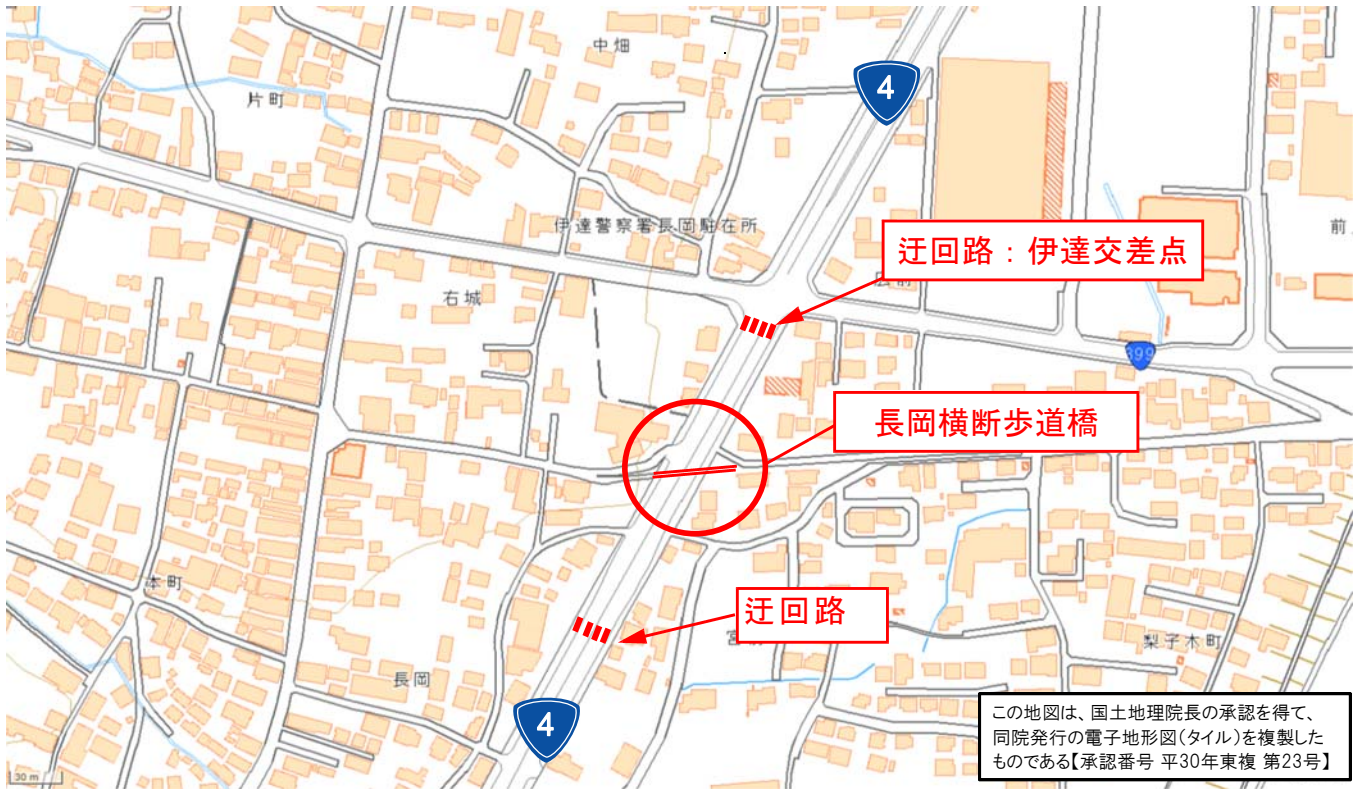 中畑
4
片町
伊達警察署長岡駐在所
迂回路：伊達交差点
前
右城
399
長岡横断歩道橋
本町
迂回路
梨子木町
長岡
4
この地図は、国土地理院長の承認を得て、
同院発行の電子地形図(タイル)を複製した
ものである【承認番号 平30年東複 第23号】
30 m